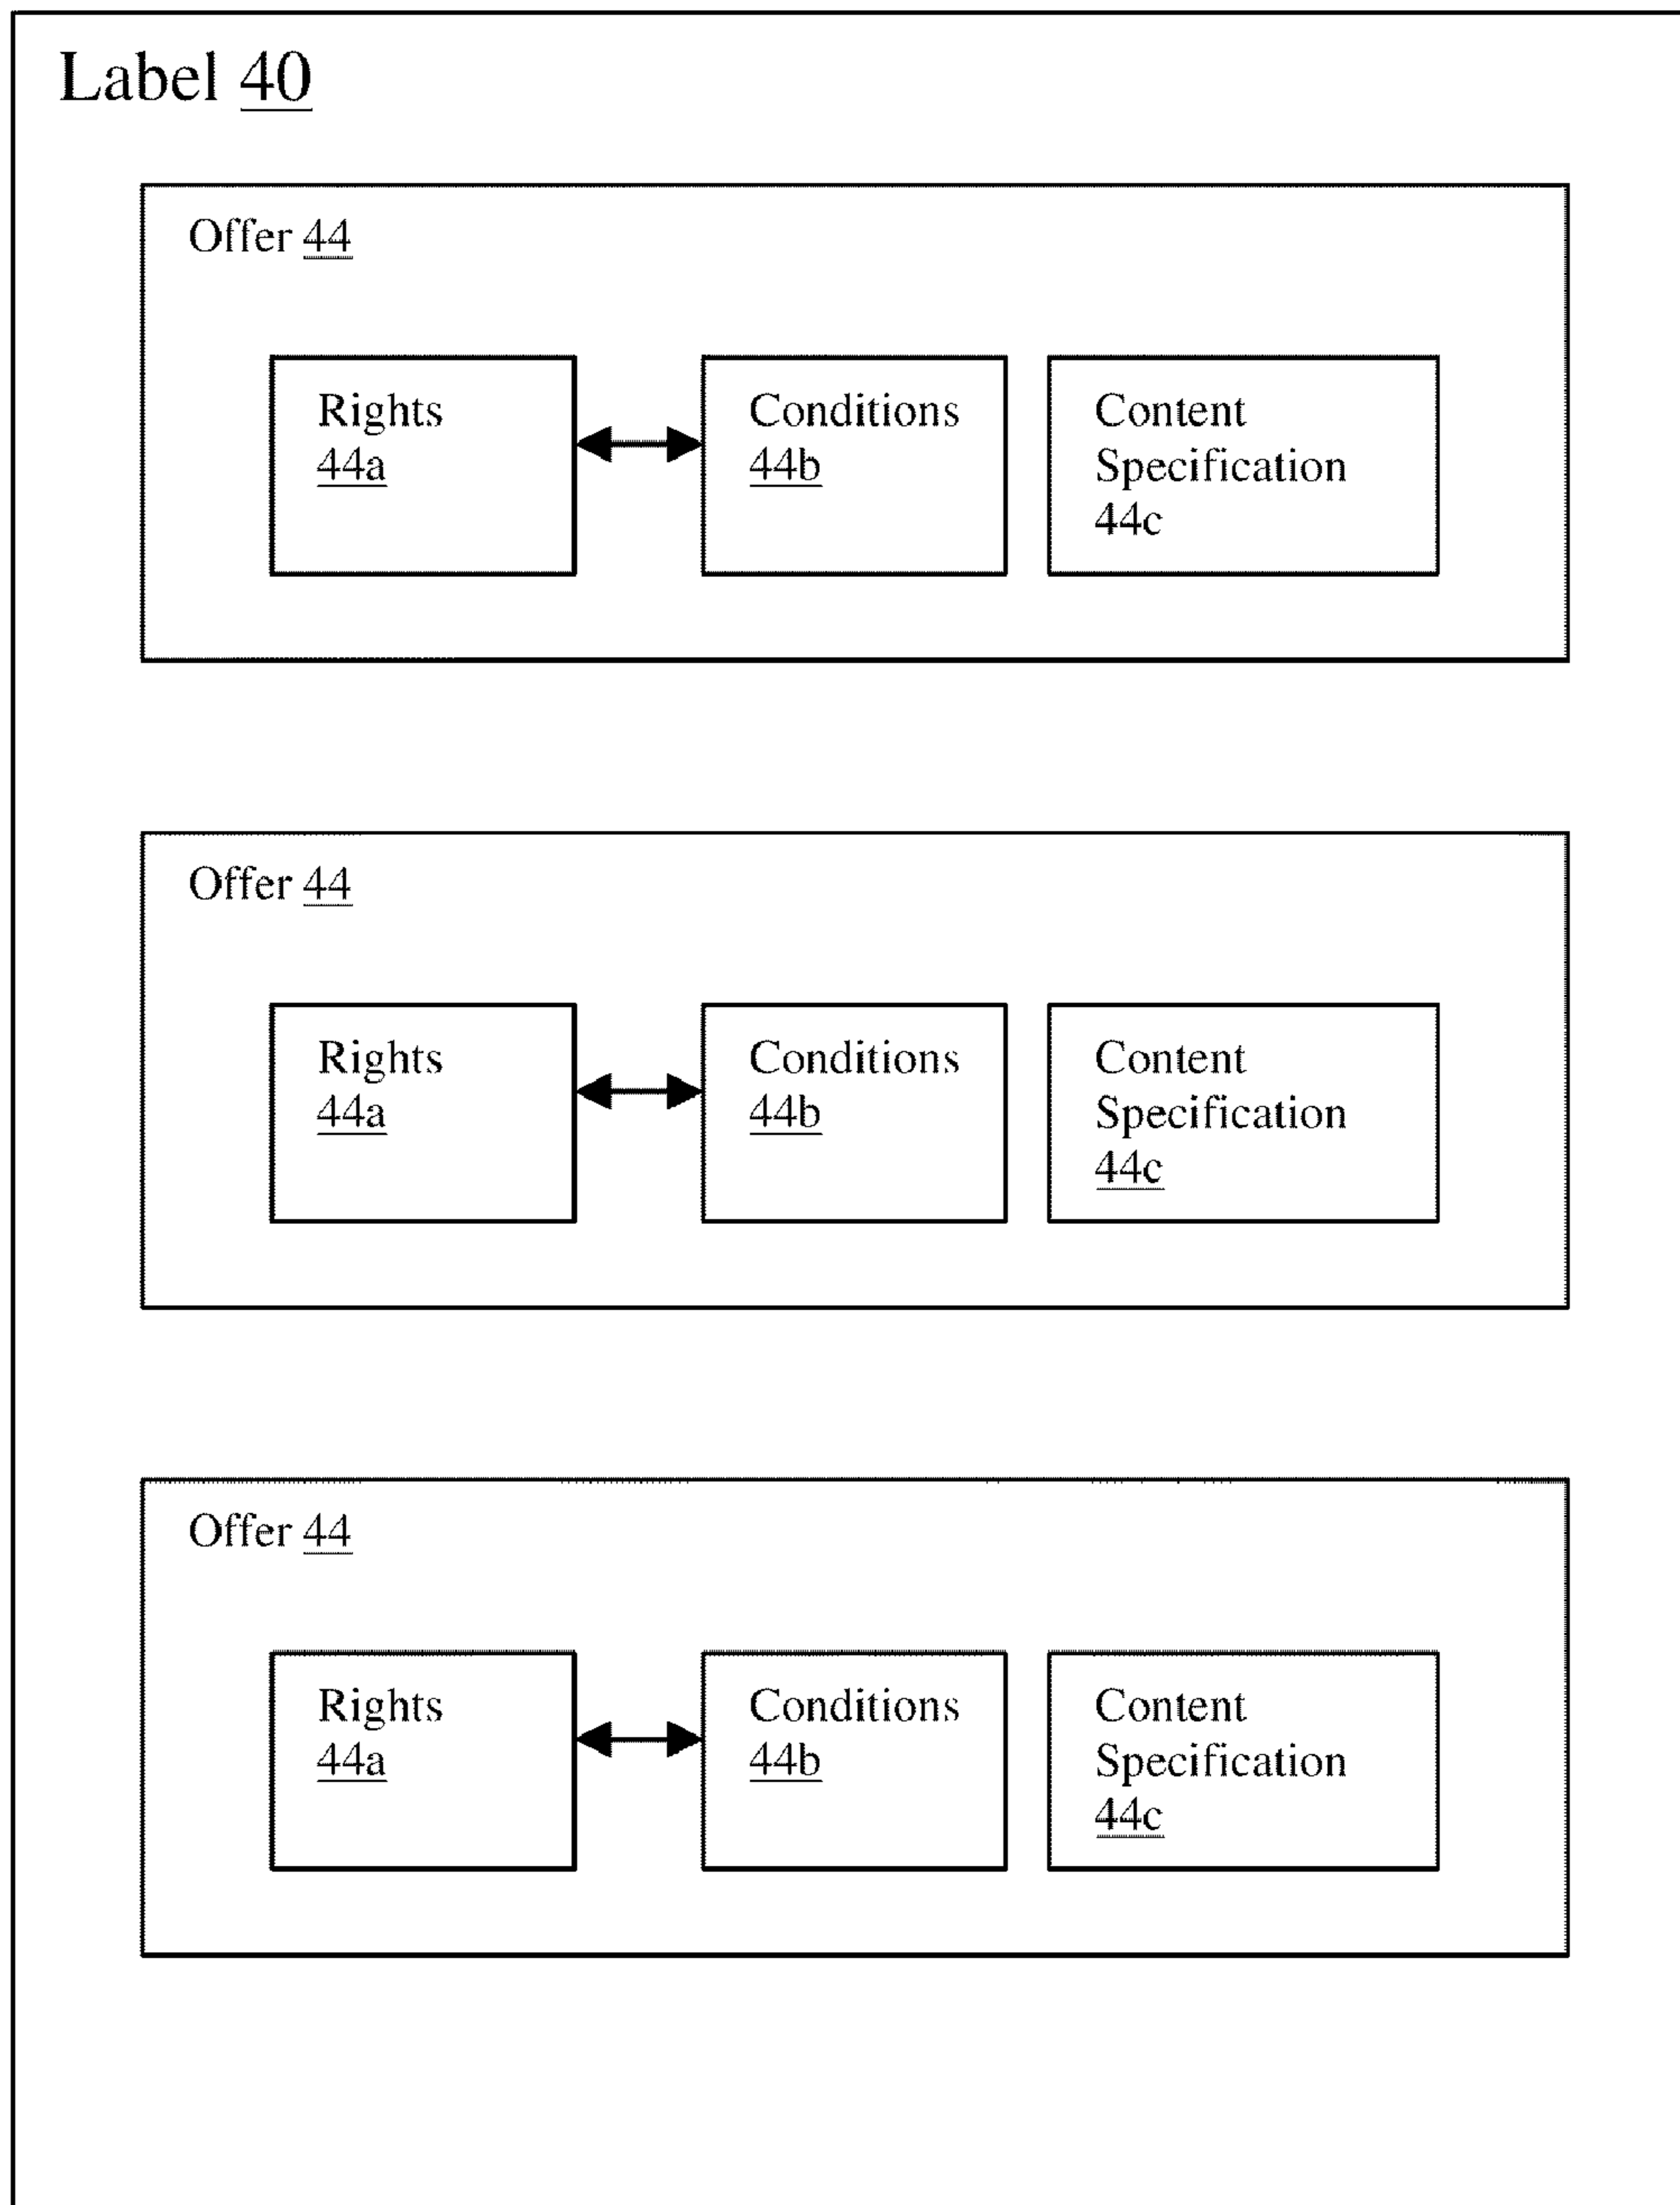 Label 40
Offer 44
Rights
44a
Conditions
44b
Content
Specification
44c
Offer 44
Rights
44a
Conditions
44b
Content
Specification
44c
Offer 44
Rights
44a
Conditions
44b
Content
Specification
44c